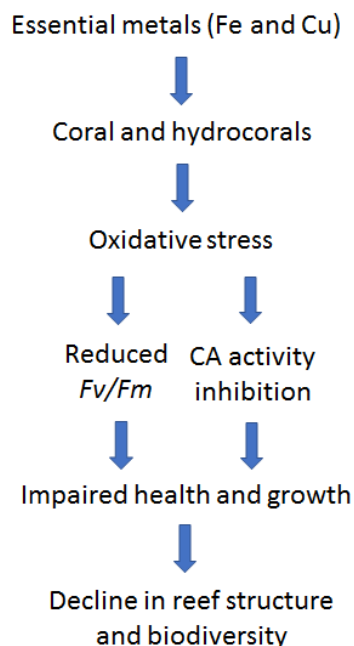 Essential metals (Fe and Cu)
Coral and hydrocorals
Oxidative stress
Reduced
Fv/Fm
CA activity
inhibition
Impaired health and growth
Decline in reef structure
and biodiversity